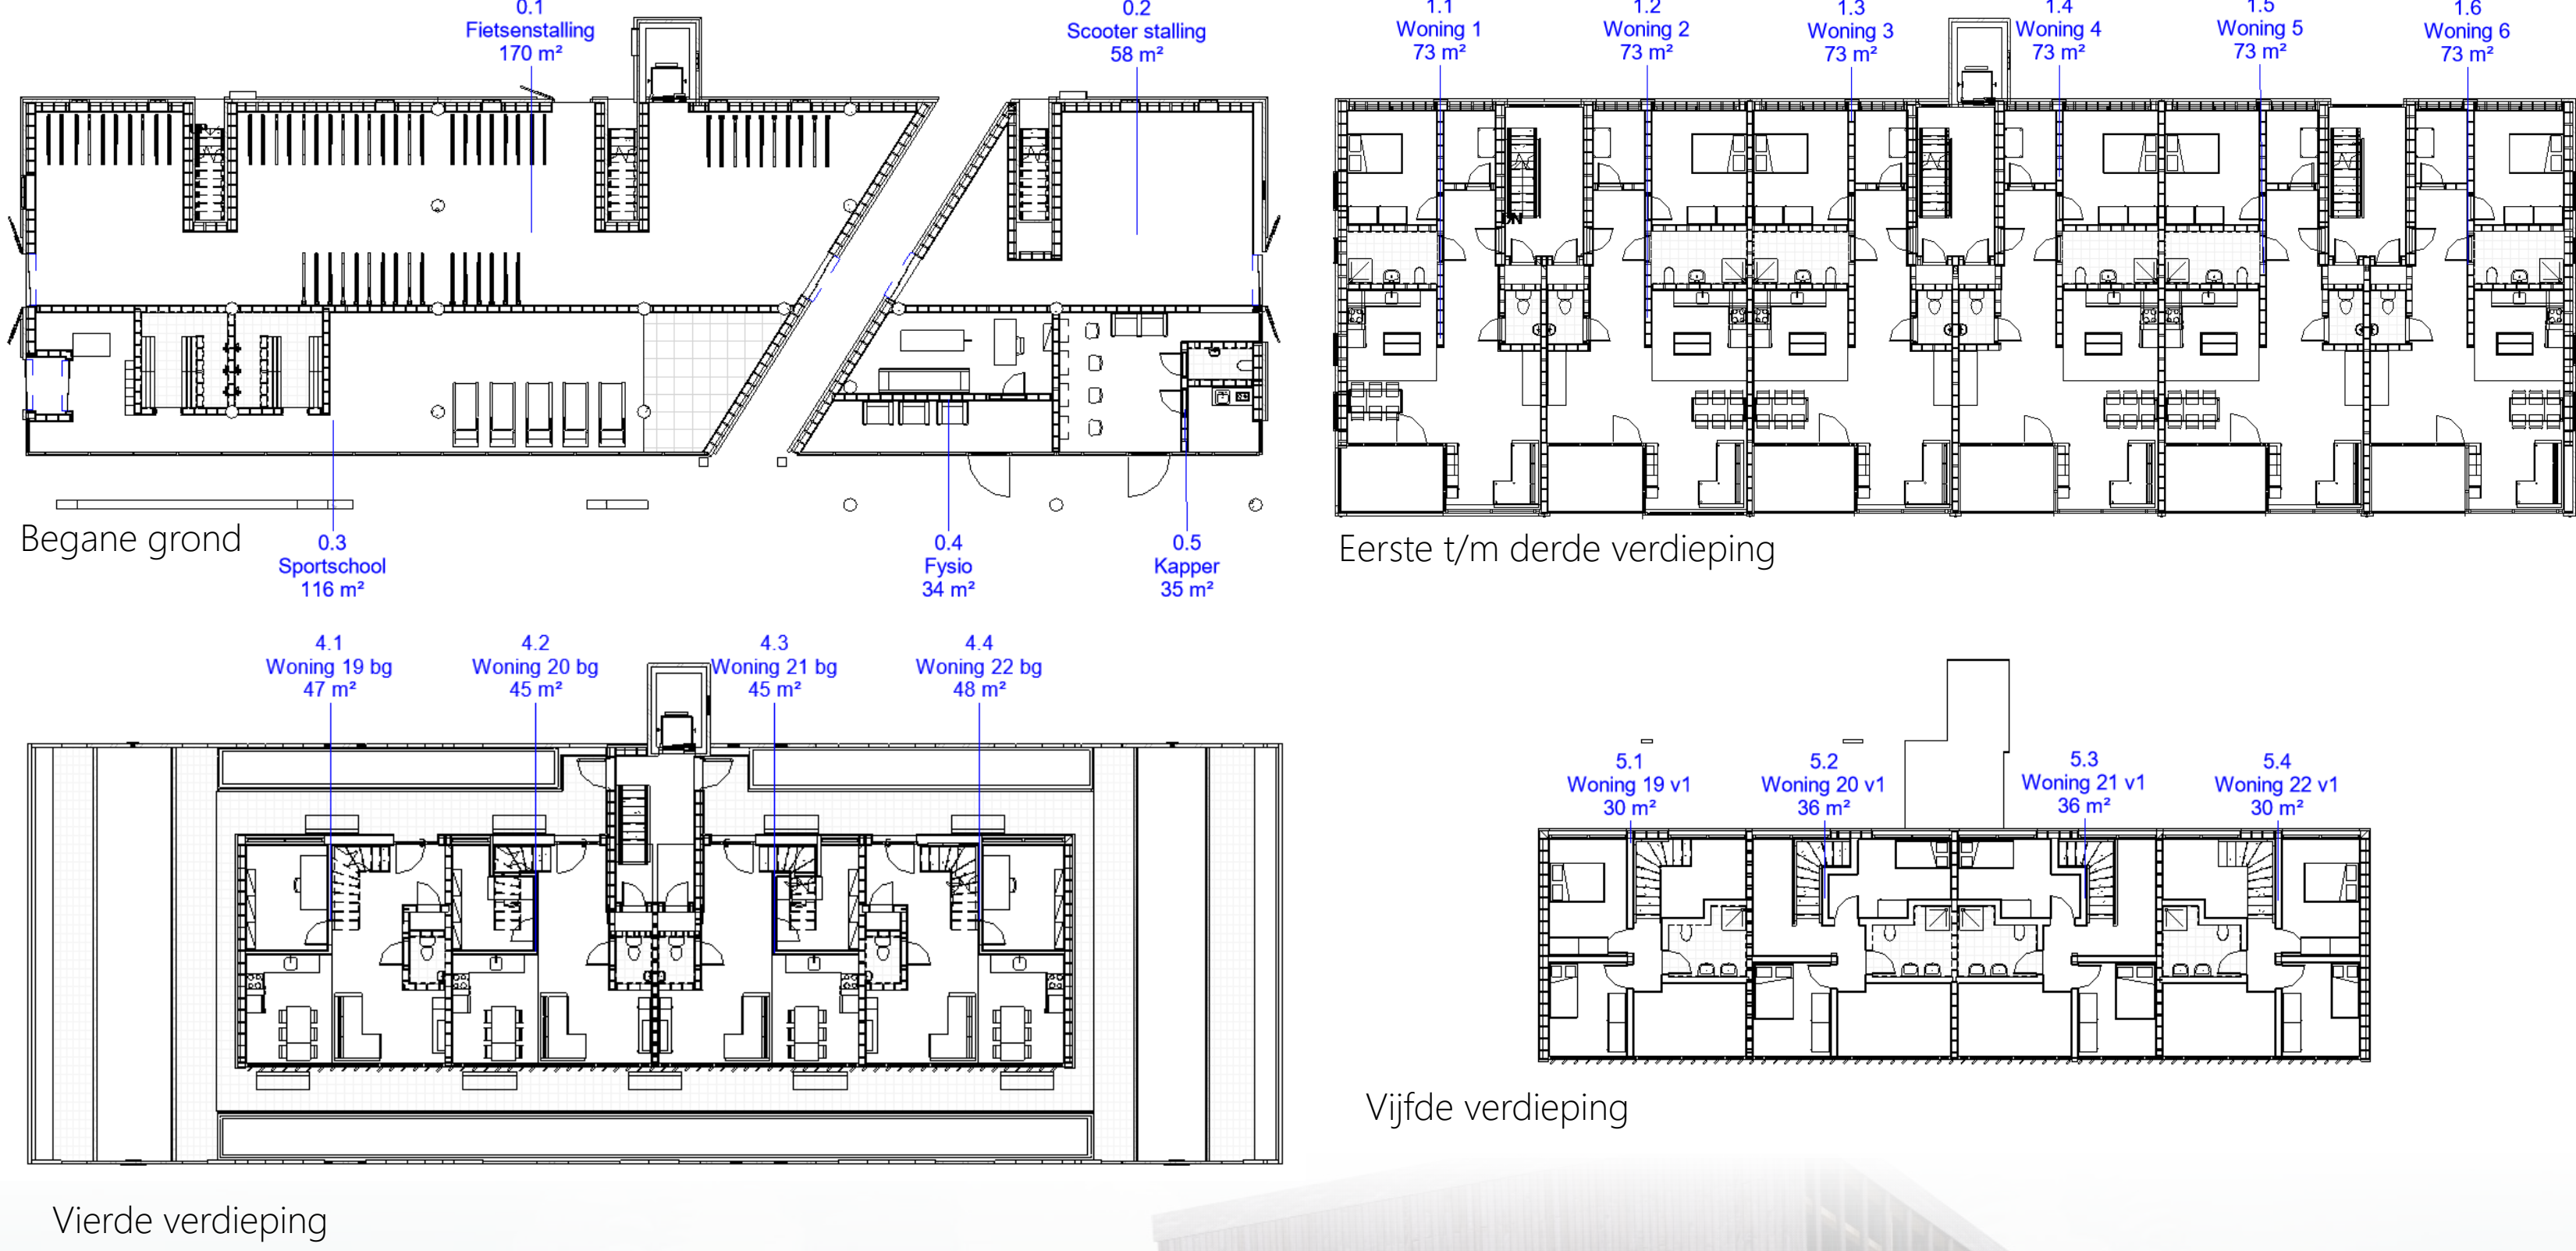 0.1
Fietsenstalling
170 m²
0.2
Scooter stalling
58 m²
0.3
Sportschool
116 m²
0.4
Fysio
34 m²
0.5
Kapper
35 m²
Begane grond
1.1
Woning 1
73 m²
1.2
Woning 2
73 m²
1.3
Woning 3
73 m²
1.4
Woning 4
73 m²
1.5
Woning 5
73 m²
1.6
Woning 6
73 m²
Eerste t/m derde verdieping
4.1
Woning 19 bg
47 m²
4.2
Woning 20 bg
45 m²
4.3
Woning 21 bg
45 m²
4.4
Woning 22 bg
48 m²
Vierde verdieping
5.1
Woning 19 v1
30 m²
5.2
Woning 20 v1
36 m²
5.3
Woning 21 v1
36 m²
5.4
Woning 22 v1
30 m²
Vijfde verdieping